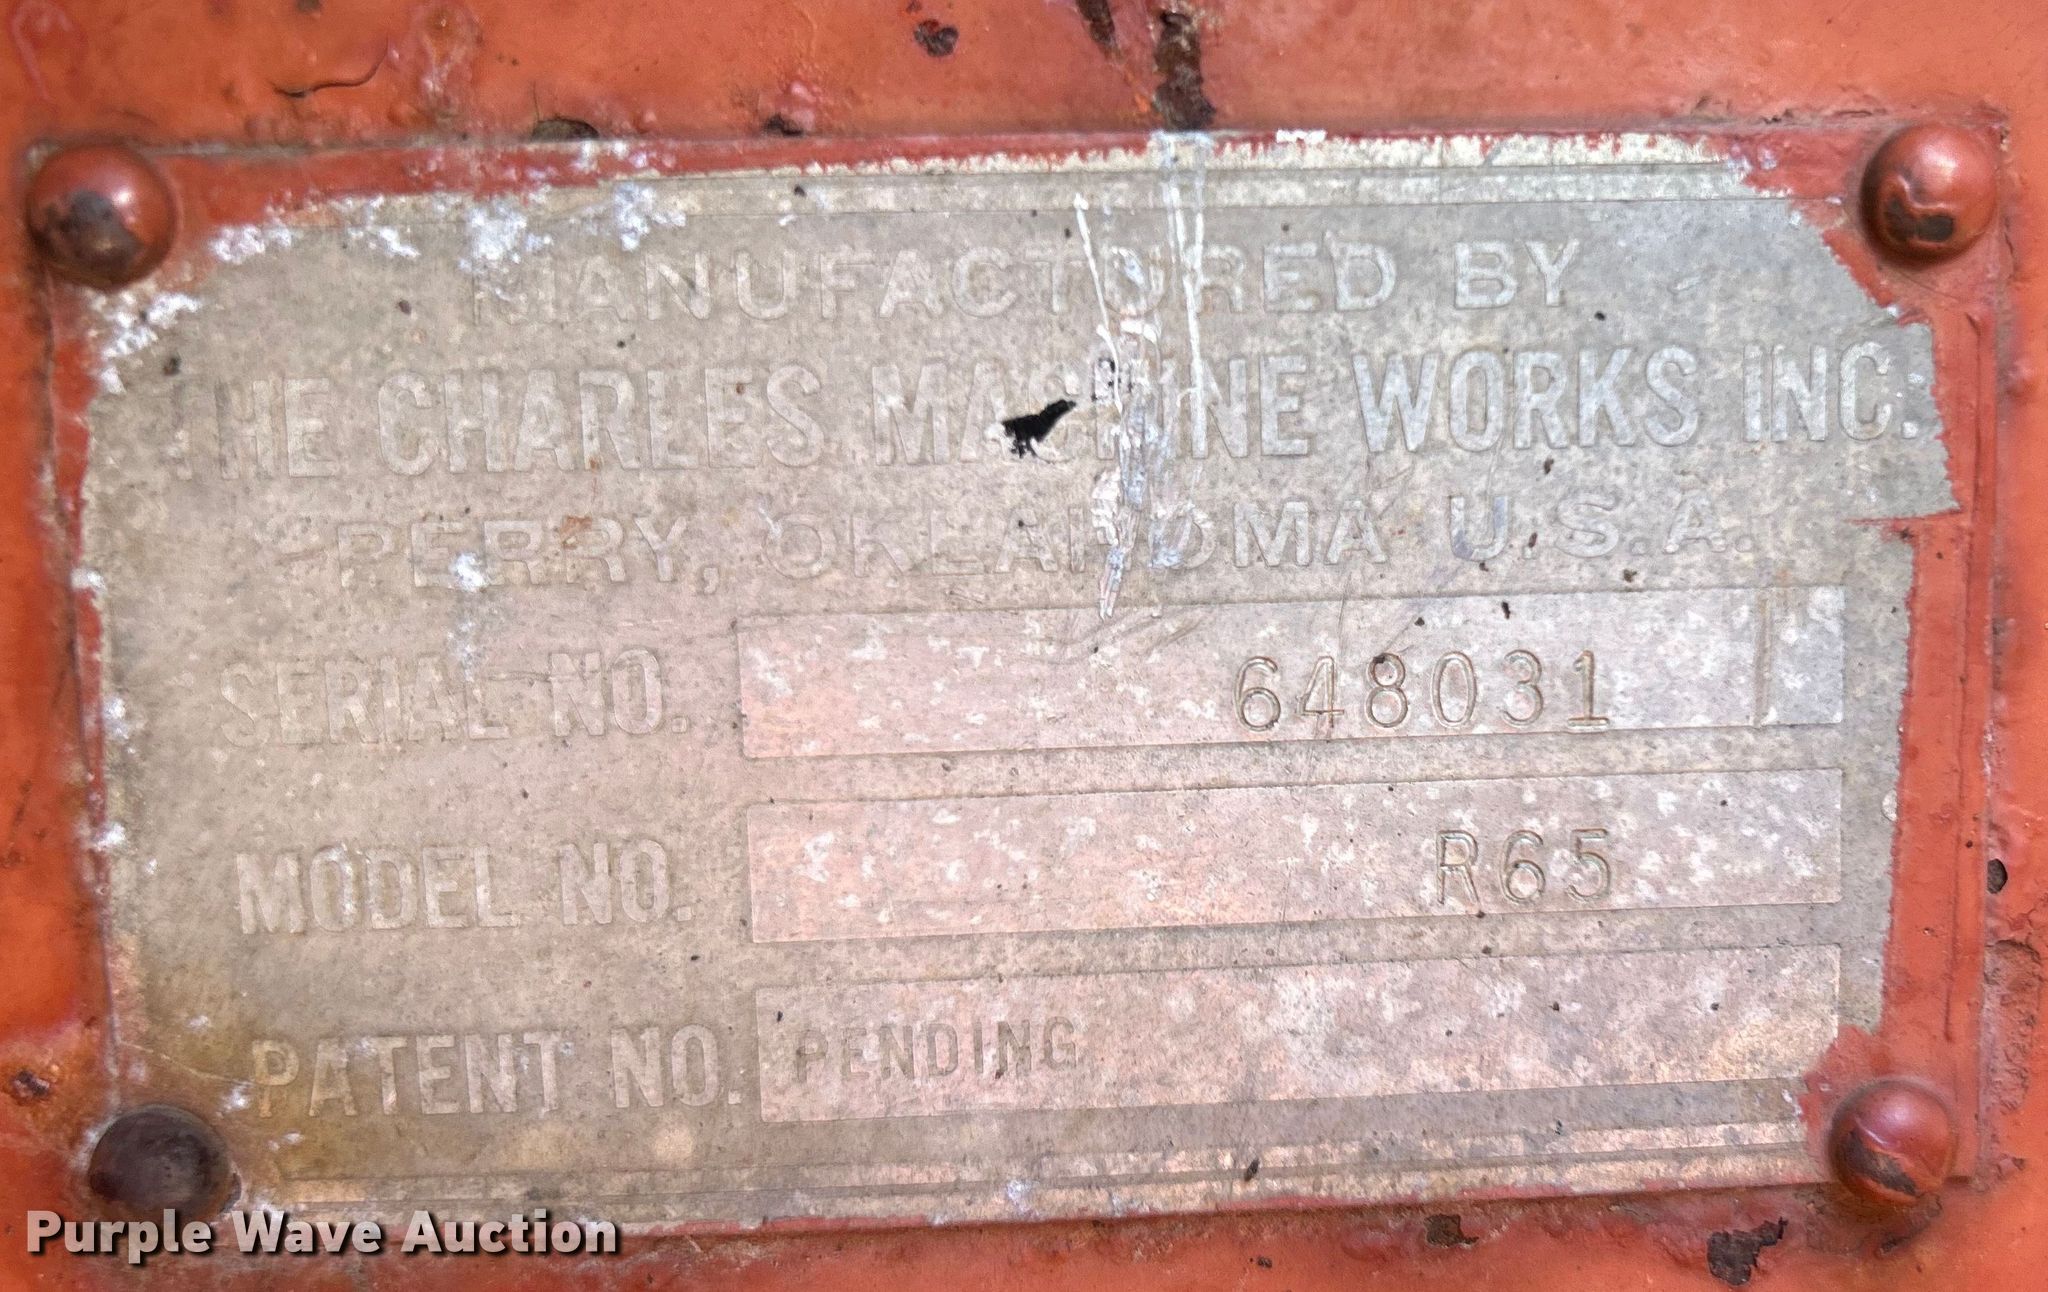 MANUFACTURED BY
THE CHARLES MACHINE WORKS INC.
PERRY, OKLAHOMA U.S.A.
SERIAL NO. 648031
MODEL NO. R65
PATENT NO. PENDING
Purple Wave Auction